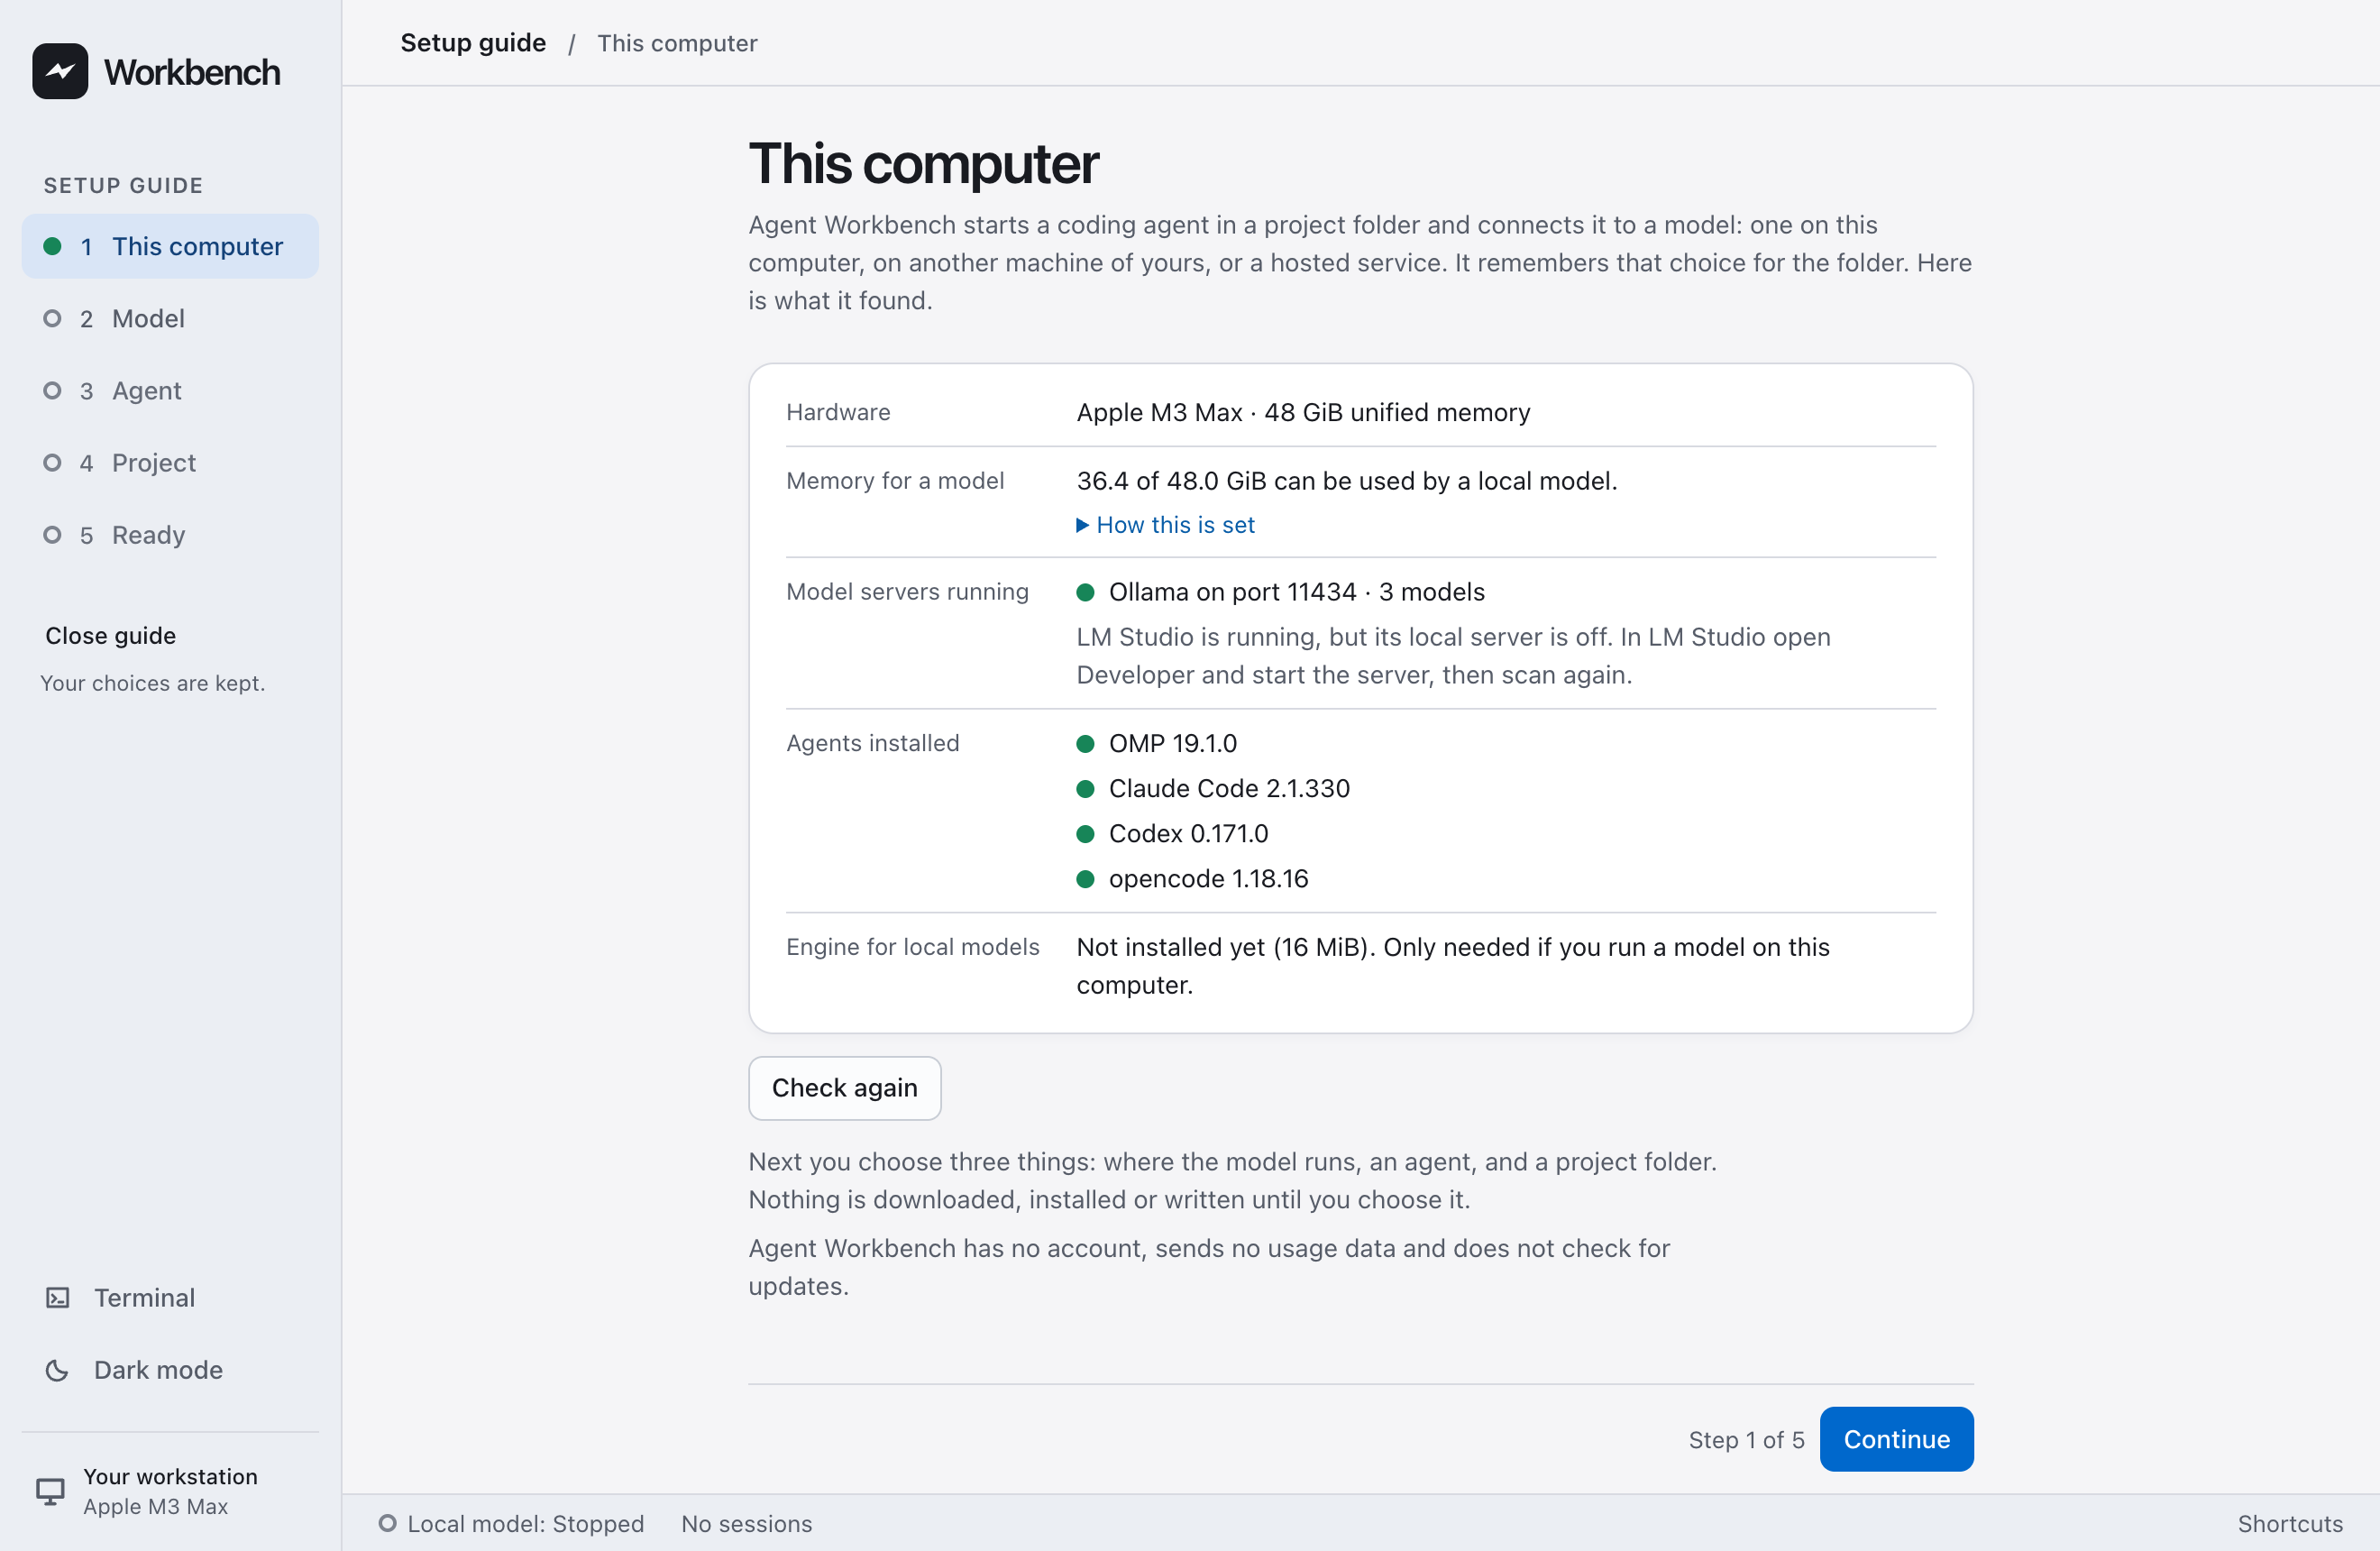 Workbench
SETUP GUIDE
1 This computer
2 Model
3 Agent
4 Project
5 Ready
Close guide
Your choices are kept.
Terminal
Dark mode
Your workstation
Apple M3 Max
Setup guide / This computer
This computer
Agent Workbench starts a coding agent in a project folder and connects it to a model: one on this
computer, on another machine of yours, or a hosted service. It remembers that choice for the folder. Here
is what it found.
Hardware Apple M3 Max · 48 GiB unified memory
Memory for a model 36.4 of 48.0 GiB can be used by a local model.
How this is set
Model servers running Ollama on port 11434 · 3 models
LM Studio is running, but its local server is off. In LM Studio open
Developer and start the server, then scan again.
Agents installed OMP 19.1.0
Claude Code 2.1.330
Codex 0.171.0
opencode 1.18.16
Engine for local models Not installed yet (16 MiB). Only needed if you run a model on this
computer.
Check again
Next you choose three things: where the model runs, an agent, and a project folder.
Nothing is downloaded, installed or written until you choose it.
Agent Workbench has no account, sends no usage data and does not check for
updates.
Step 1 of 5 Continue
Local model: Stopped No sessions Shortcuts